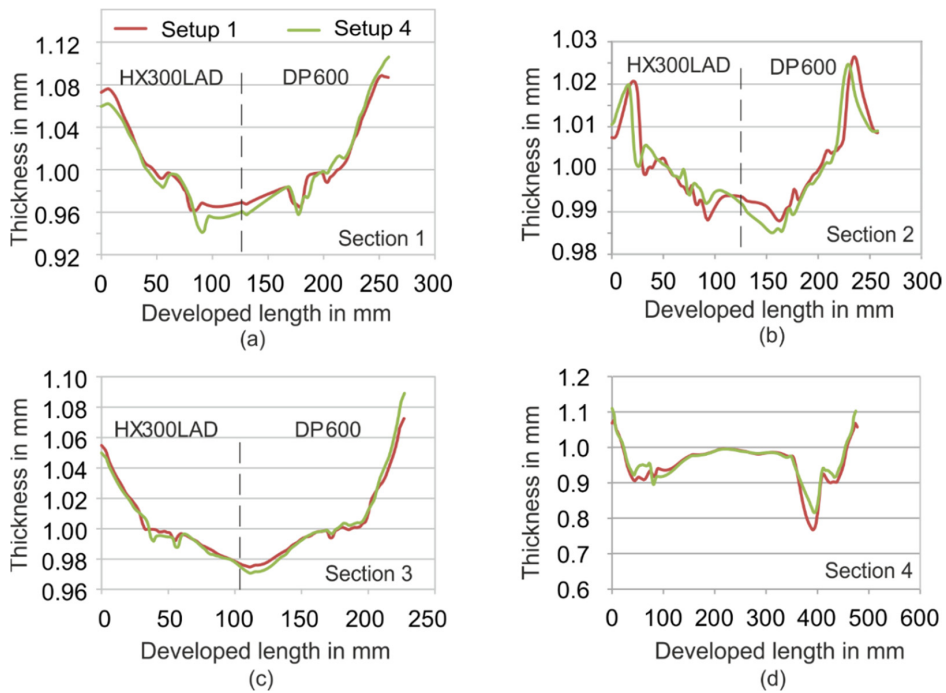 Setup 1 Setup 4
HX300LAD DP600
Thickness in mm
1.12
1.08
1.04
1.00
0.96
0.92
0 50 100 150 200 250 300
Section 1
Developed length in mm
(a)
HX300LAD DP600
Thickness in mm
1.03
1.02
1.01
1.00
0.99
0.98
0 50 100 150 200 250 300
Section 2
Developed length in mm
(b)
HX300LAD DP600
Thickness in mm
1.10
1.08
1.06
1.04
1.02
1.00
0.98
0.96
0 50 100 150 200 250
Section 3
Developed length in mm
(c)
Thickness in mm
1.2
1.1
1.0
0.9
0.8
0.7
0.6
0 100 200 300 400 500 600
Section 4
Developed length in mm
(d)